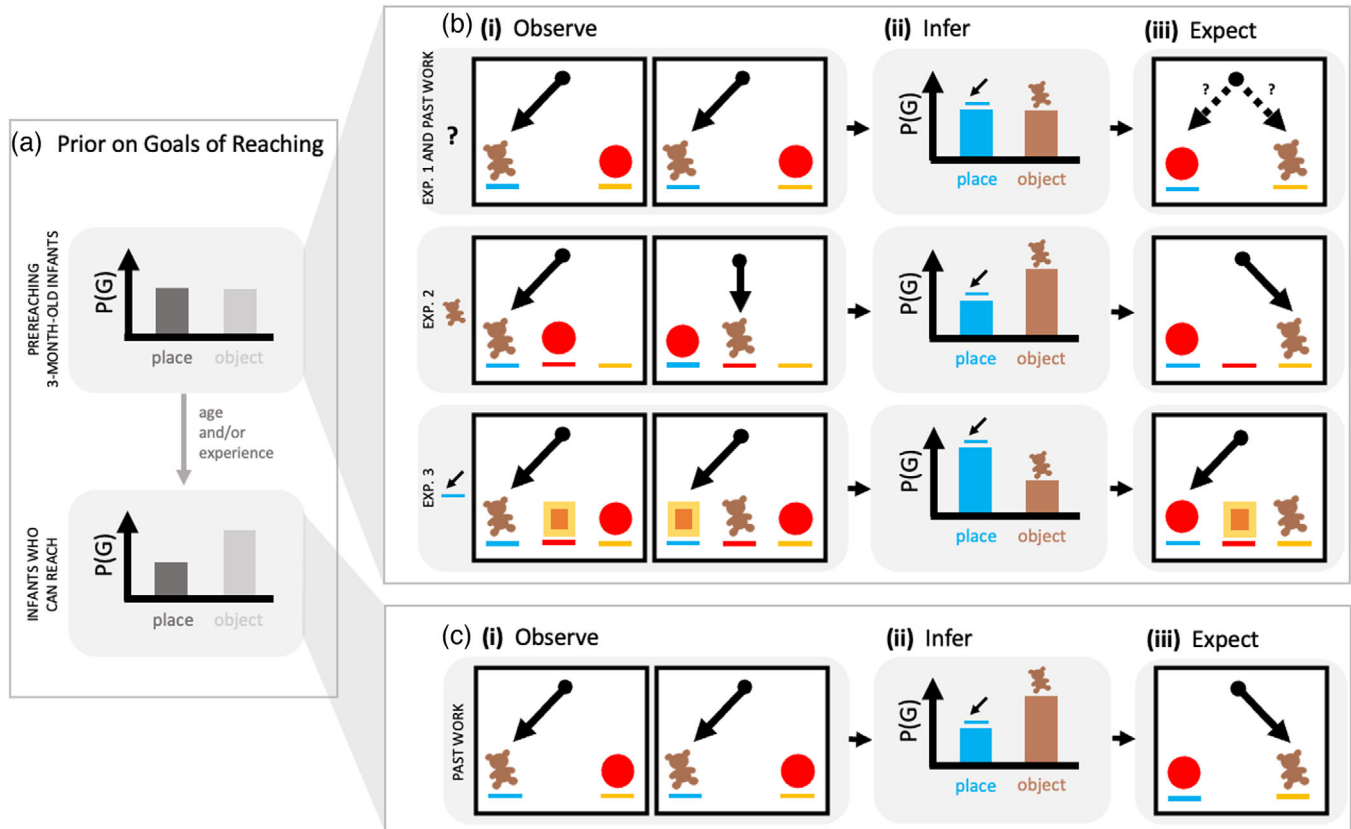 (a) Prior on Goals of Reaching
PREREACHING
3-MONTH-OLD INFANTS
P(G)
place
object
age
and/or
experience
INFANTS WHO
CAN REACH
P(G)
place
object
(b)
(i) Observe
(ii) Infer
(iii) Expect
EXP. 1 AND PAST WORK
?
P(G)
place
object
?
?
EXP. 2
P(G)
place
object
EXP. 3
P(G)
place
object
(c)
(i) Observe
(ii) Infer
(iii) Expect
PAST WORK
P(G)
place
object